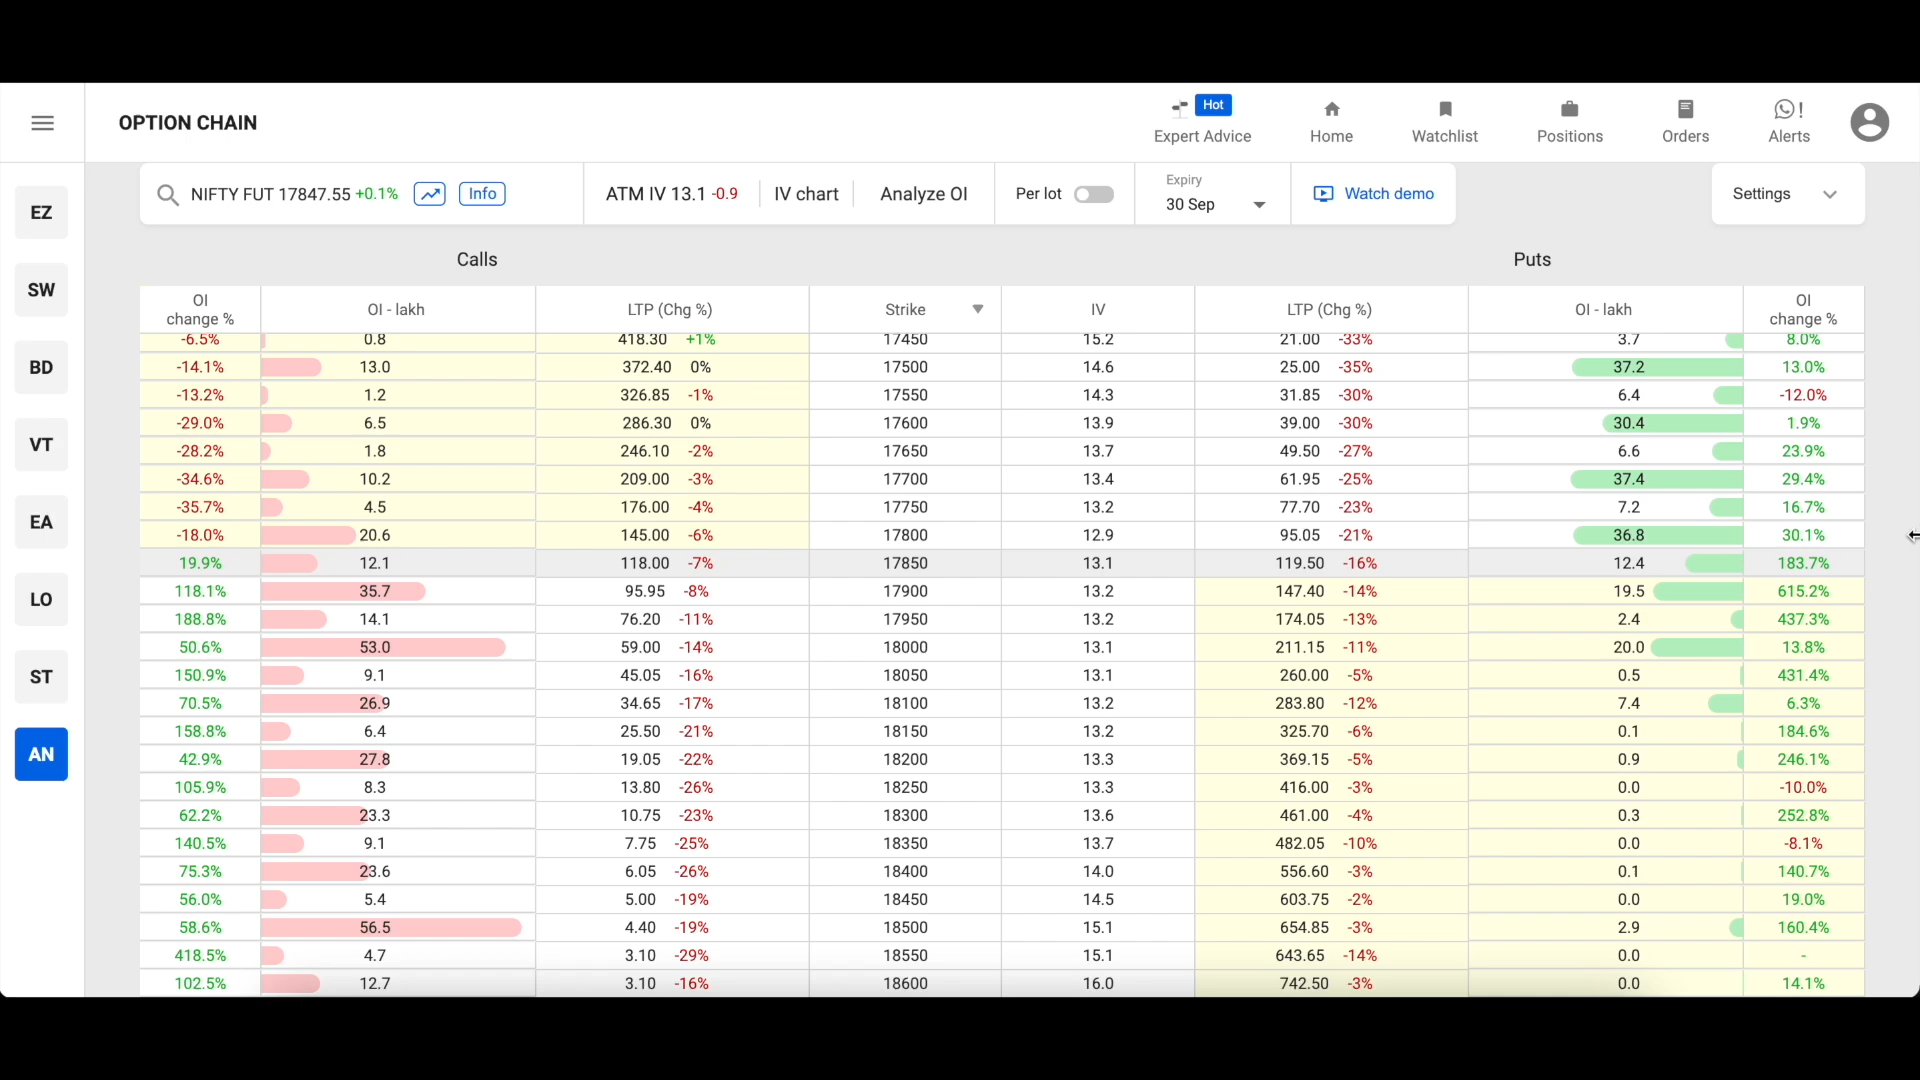 OPTION CHAIN
Hot
Expert Advice
Home
Watchlist
Positions
Orders
!
Alerts
EZ
SW
BD
VT
EA
LO
ST
AN
NIFTY FUT 17847.55 +0.1% Info
ATM IV 13.1 -0.9
IV chart
Analyze OI
Per lot
Expiry
30 Sep
Watch demo
Settings
Calls
Puts
OI change %
OI - lakh
LTP (Chg %)
Strike
IV
LTP (Chg %)
OI - lakh
OI change %
-6.5% 0.8 418.30 +1% 17450 15.2 21.00 -33% 3.7 8.0%
-14.1% 13.0 372.40 0% 17500 14.6 25.00 -35% 37.2 13.0%
-13.2% 1.2 326.85 -1% 17550 14.3 31.85 -30% 6.4 -12.0%
-29.0% 6.5 286.30 0% 17600 13.9 39.00 -30% 30.4 1.9%
-28.2% 1.8 246.10 -2% 17650 13.7 49.50 -27% 6.6 23.9%
-34.6% 10.2 209.00 -3% 17700 13.4 61.95 -25% 37.4 29.4%
-35.7% 4.5 176.00 -4% 17750 13.2 77.70 -23% 7.2 16.7%
-18.0% 20.6 145.00 -6% 17800 12.9 95.05 -21% 36.8 30.1%
19.9% 12.1 118.00 -7% 17850 13.1 119.50 -16% 12.4 183.7%
118.1% 35.7 95.95 -8% 17900 13.2 147.40 -14% 19.5 615.2%
188.8% 14.1 76.20 -11% 17950 13.2 174.05 -13% 2.4 437.3%
50.6% 53.0 59.00 -14% 18000 13.1 211.15 -11% 20.0 13.8%
150.9% 9.1 45.05 -16% 18050 13.1 260.00 -5% 0.5 431.4%
70.5% 26.9 34.65 -17% 18100 13.2 283.80 -12% 7.4 6.3%
158.8% 6.4 25.50 -21% 18150 13.2 325.70 -6% 0.1 184.6%
42.9% 27.8 19.05 -22% 18200 13.3 369.15 -5% 0.9 246.1%
105.9% 8.3 13.80 -26% 18250 13.3 416.00 -3% 0.0 -10.0%
62.2% 23.3 10.75 -23% 18300 13.6 461.00 -4% 0.3 252.8%
140.5% 9.1 7.75 -25% 18350 13.7 482.05 -10% 0.0 -8.1%
75.3% 23.6 6.05 -26% 18400 14.0 556.60 -3% 0.1 140.7%
56.0% 5.4 5.00 -19% 18450 14.5 603.75 -2% 0.0 19.0%
58.6% 56.5 4.40 -19% 18500 15.1 654.85 -3% 2.9 160.4%
418.5% 4.7 3.10 -29% 18550 15.1 643.65 -14% 0.0 -
102.5% 12.7 3.10 -16% 18600 16.0 742.50 -3% 0.0 14.1%